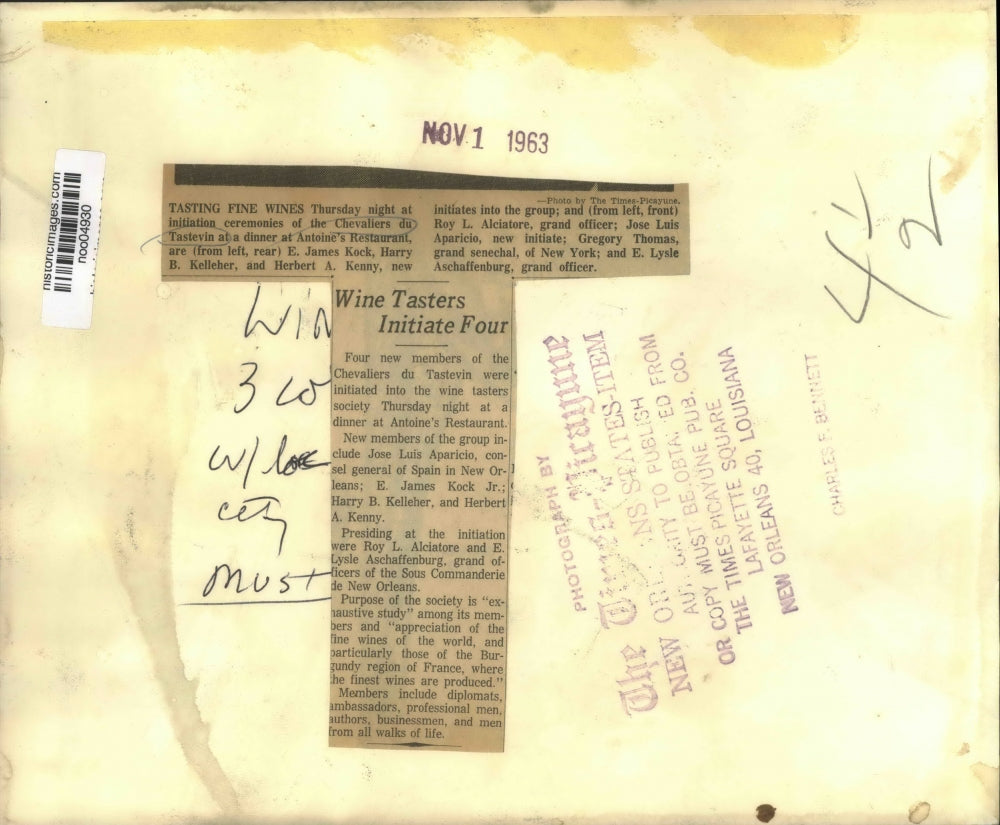 NOV 1 1963
historicimages.com
noo04930
—Photo by The Times-Picayune.
TASTING FINE WINES Thursday night at
initiation ceremonies of the Chevaliers du
Tastevin at a dinner at Antoine's Restaurant,
are (from left, rear) E. James Kock, Harry
B. Kelleher, and Herbert A. Kenny, new
initiates into the group; and (from left, front)
Roy L. Alciatore, grand officer; Jose Luis
Aparicio, new initiate; Gregory Thomas,
grand senechal, of New York; and E. Lysle
Aschaffenburg, grand officer.
Wine Tasters
Initiate Four
Four new members of the
Chevaliers du Tastevin were
initiated into the wine tasters
society Thursday night at a
dinner at Antoine's Restaurant.
New members of the group in-
clude Jose Luis Aparicio, con-
sel general of Spain in New Or-
leans; E. James Kock Jr.;
Harry B. Kelleher, and Herbert
A. Kenny.
Presiding at the initiation
were Roy L. Alciatore and E.
Lysle Aschaffenburg, grand of-
ficers of the Sous Commanderie
de New Orleans.
Purpose of the society is "ex-
haustive study" among its mem-
bers and "appreciation of the
fine wines of the world, and
particularly those of the Bur-
gundy region of France, where
the finest wines are produced."
Members include diplomats,
ambassadors, professional men,
authors, businessmen, and men
from all walks of life.
WIN
3 co
w/
cty
must
4
2
PHOTOGRAPH BY
The Times-Picayune
NEW ORLEANS STATES-ITEM
AUTHORITY TO PUBLISH
OR COPY MUST BE OBTAINED FROM
THE TIMES PICAYUNE PUB. CO.
LAFAYETTE SQUARE
NEW ORLEANS 40, LOUISIANA
CHARLES F. BENNETT